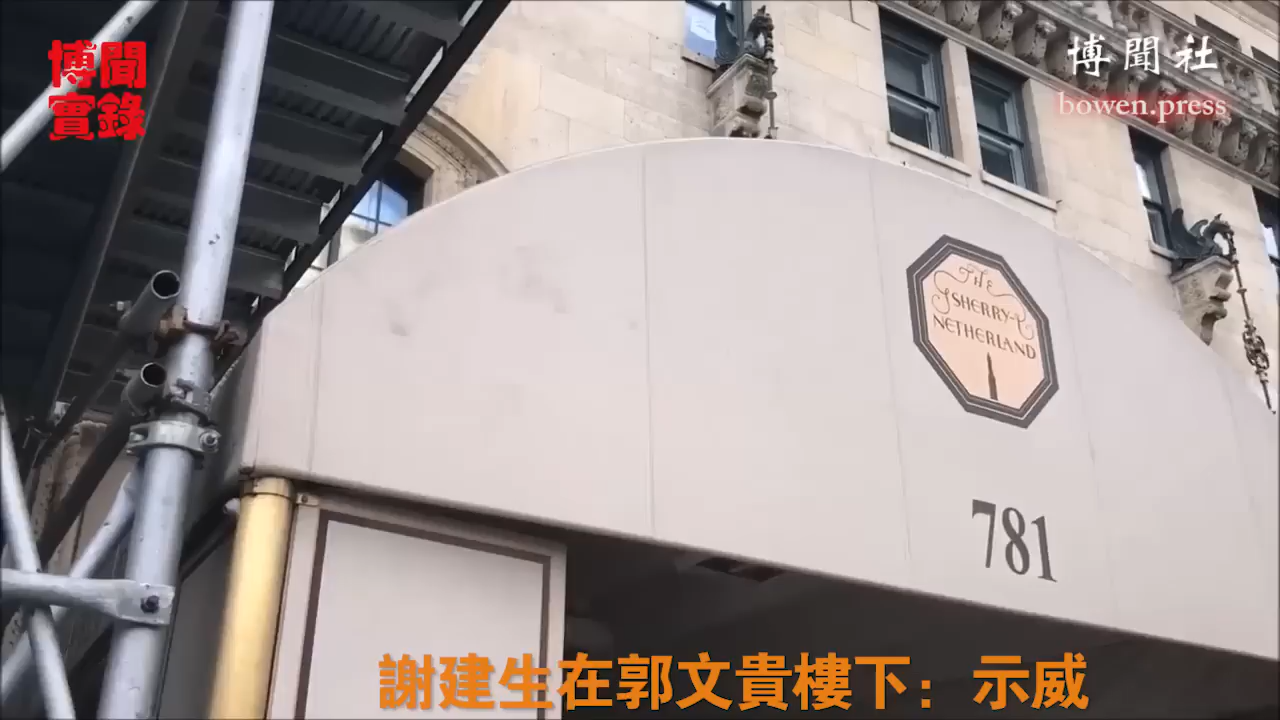 博聞
實錄
博聞社
bowen.press
THE
SHERRY-
NETHERLAND
781
謝建生在郭文貴樓下：示威